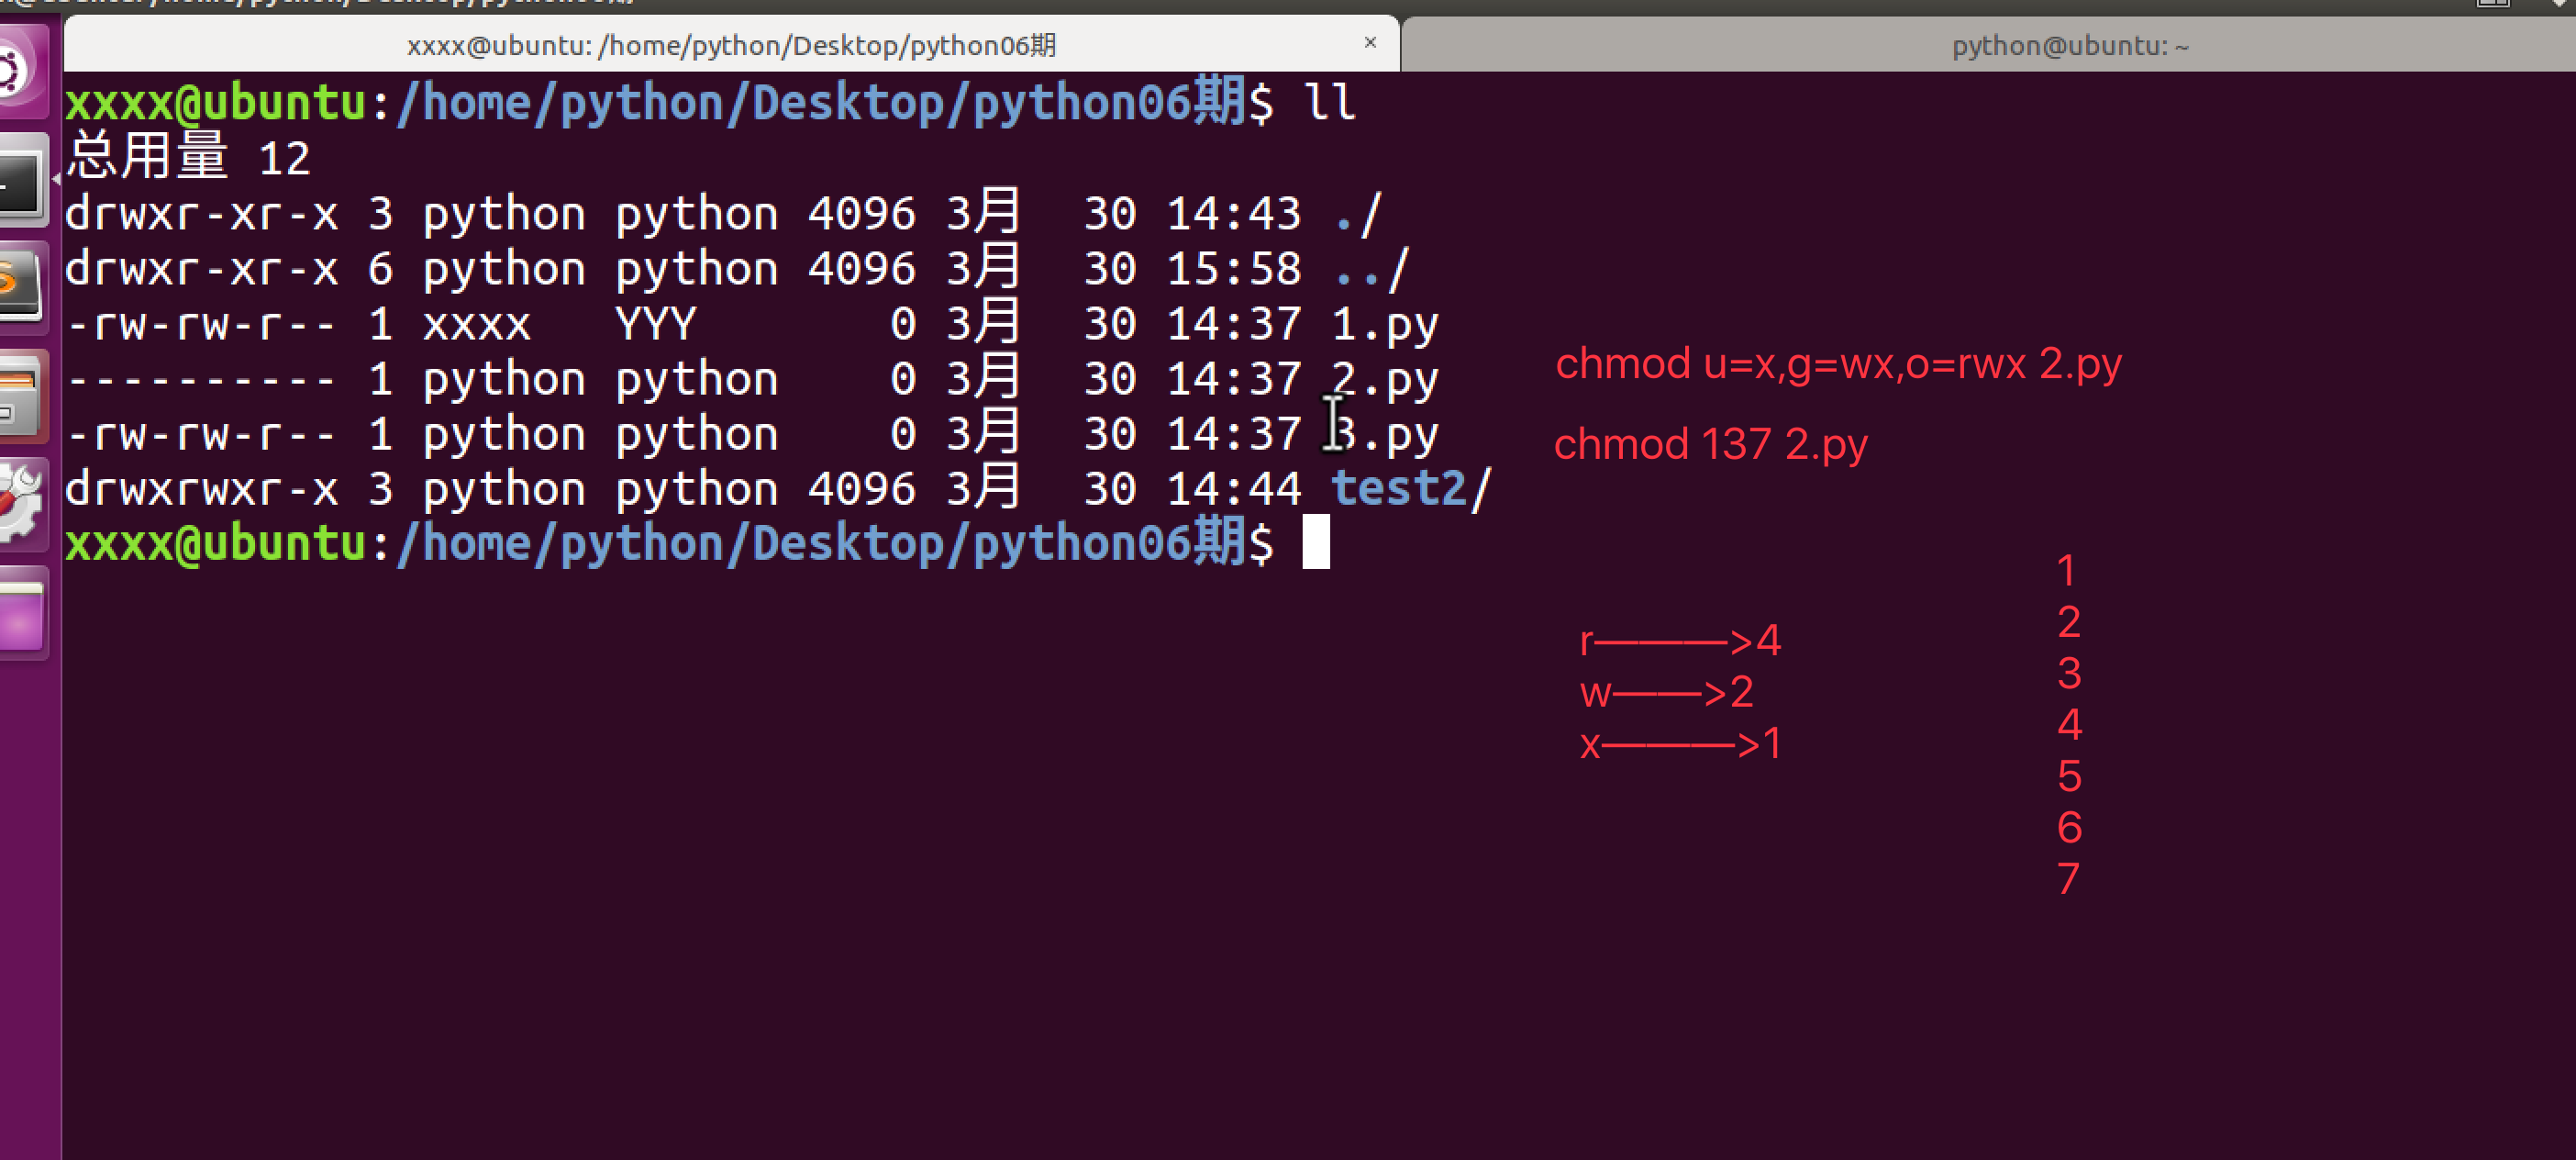 xxxx@ubuntu: /home/python/Desktop/python06期
python@ubuntu: ~
xxxx@ubuntu:/home/python/Desktop/python06期$ ll
总用量 12
drwxr-xr-x 3 python python 4096 3月  30 14:43 ./
drwxr-xr-x 6 python python 4096 3月  30 15:58 ../
-rw-rw-r-- 1 xxxx   YYY       0 3月  30 14:37 1.py
---------- 1 python python    0 3月  30 14:37 2.py
-rw-rw-r-- 1 python python    0 3月  30 14:37 3.py
drwxrwxr-x 3 python python 4096 3月  30 14:44 test2/
xxxx@ubuntu:/home/python/Desktop/python06期$
chmod u=x,g=wx,o=rwx 2.py
chmod 137 2.py
r———>4
w——>2
x———>1
1
2
3
4
5
6
7